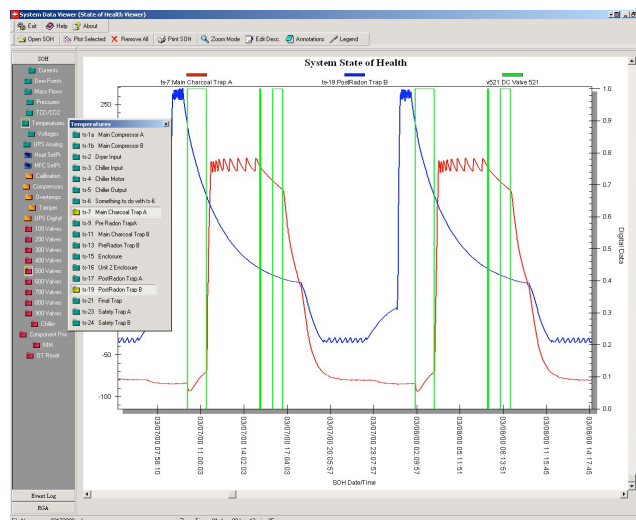 System Data Viewer (State of Health Viewer)
Exit Help About
Open SOH Plot Selected Remove All Print SOH Zoom Mode Edit Desc. Annotations Legend
SOH
Currents
Dew Points
Mass Flows
Pressures
TCD/CO2
Temperatures
Voltages
UPS Analog
Heat SetPt.
MFC SetPt.
Calibration
Compressors
Overtemps
Tamper
UPS Digital
100 Valves
200 Valves
300 Valves
400 Valves
500 Valves
600 Valves
700 Valves
800 Valves
900 Valves
Chiller
Component Pwr
NIM
DT Reset
Event Log
RGA
Temperatures
ts-1a Main Compressor A
ts-1b Main Compressor B
ts-2 Dryer Input
ts-3 Chiller Input
ts-4 Chiller Motor
ts-5 Chiller Output
ts-6 Something to do with ts-6
ts-7 Main Charcoal Trap A
ts-9 Pre Radon TrapA
ts-11 Main Charcoal Trap B
ts-13 PreRadon Trap B
ts-15 Enclosure
ts-16 Unit 2 Enclosure
ts-17 PostRadon Trap A
ts-19 PostRadon Trap B
ts-21 Final Trap
ts-23 Safety Trap A
ts-24 Safety Trap B
System State of Health
ts-7:Main Charcoal Trap A
ts-19:PostRadon Trap B
v521:DC Valve 521
250
-50
-100
1.0
0.9
0.8
0.7
0.6
0.5
0.4
0.3
0.2
0.1
0.0
Digital Data
03/07/00 07:58:10
03/07/00 11:00:03
03/07/00 14:02:03
03/07/00 17:04:03
03/07/00 20:05:57
03/07/00 23:07:57
03/08/00 02:09:57
03/08/00 05:11:51
03/08/00 08:13:51
03/08/00 11:15:45
03/08/00 14:17:45
SOH Date/Time